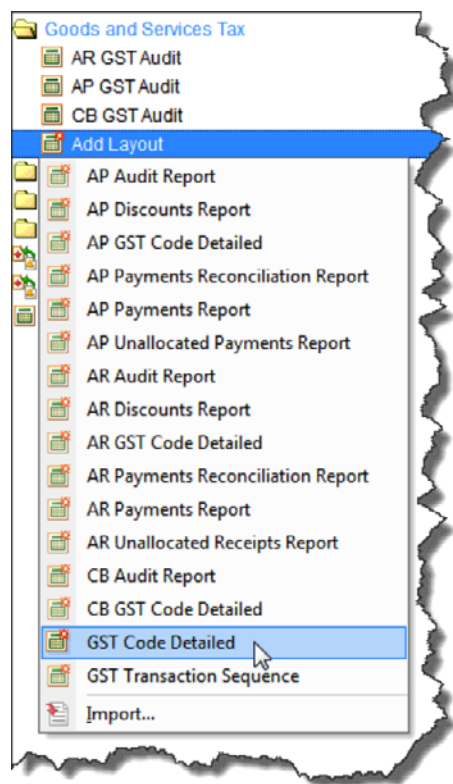 Goods and Services Tax
AR GST Audit
AP GST Audit
CB GST Audit
Add Layout
AP Audit Report
AP Discounts Report
AP GST Code Detailed
AP Payments Reconciliation Report
AP Payments Report
AP Unallocated Payments Report
AR Audit Report
AR Discounts Report
AR GST Code Detailed
AR Payments Reconciliation Report
AR Payments Report
AR Unallocated Receipts Report
CB Audit Report
CB GST Code Detailed
GST Code Detailed
GST Transaction Sequence
Import...